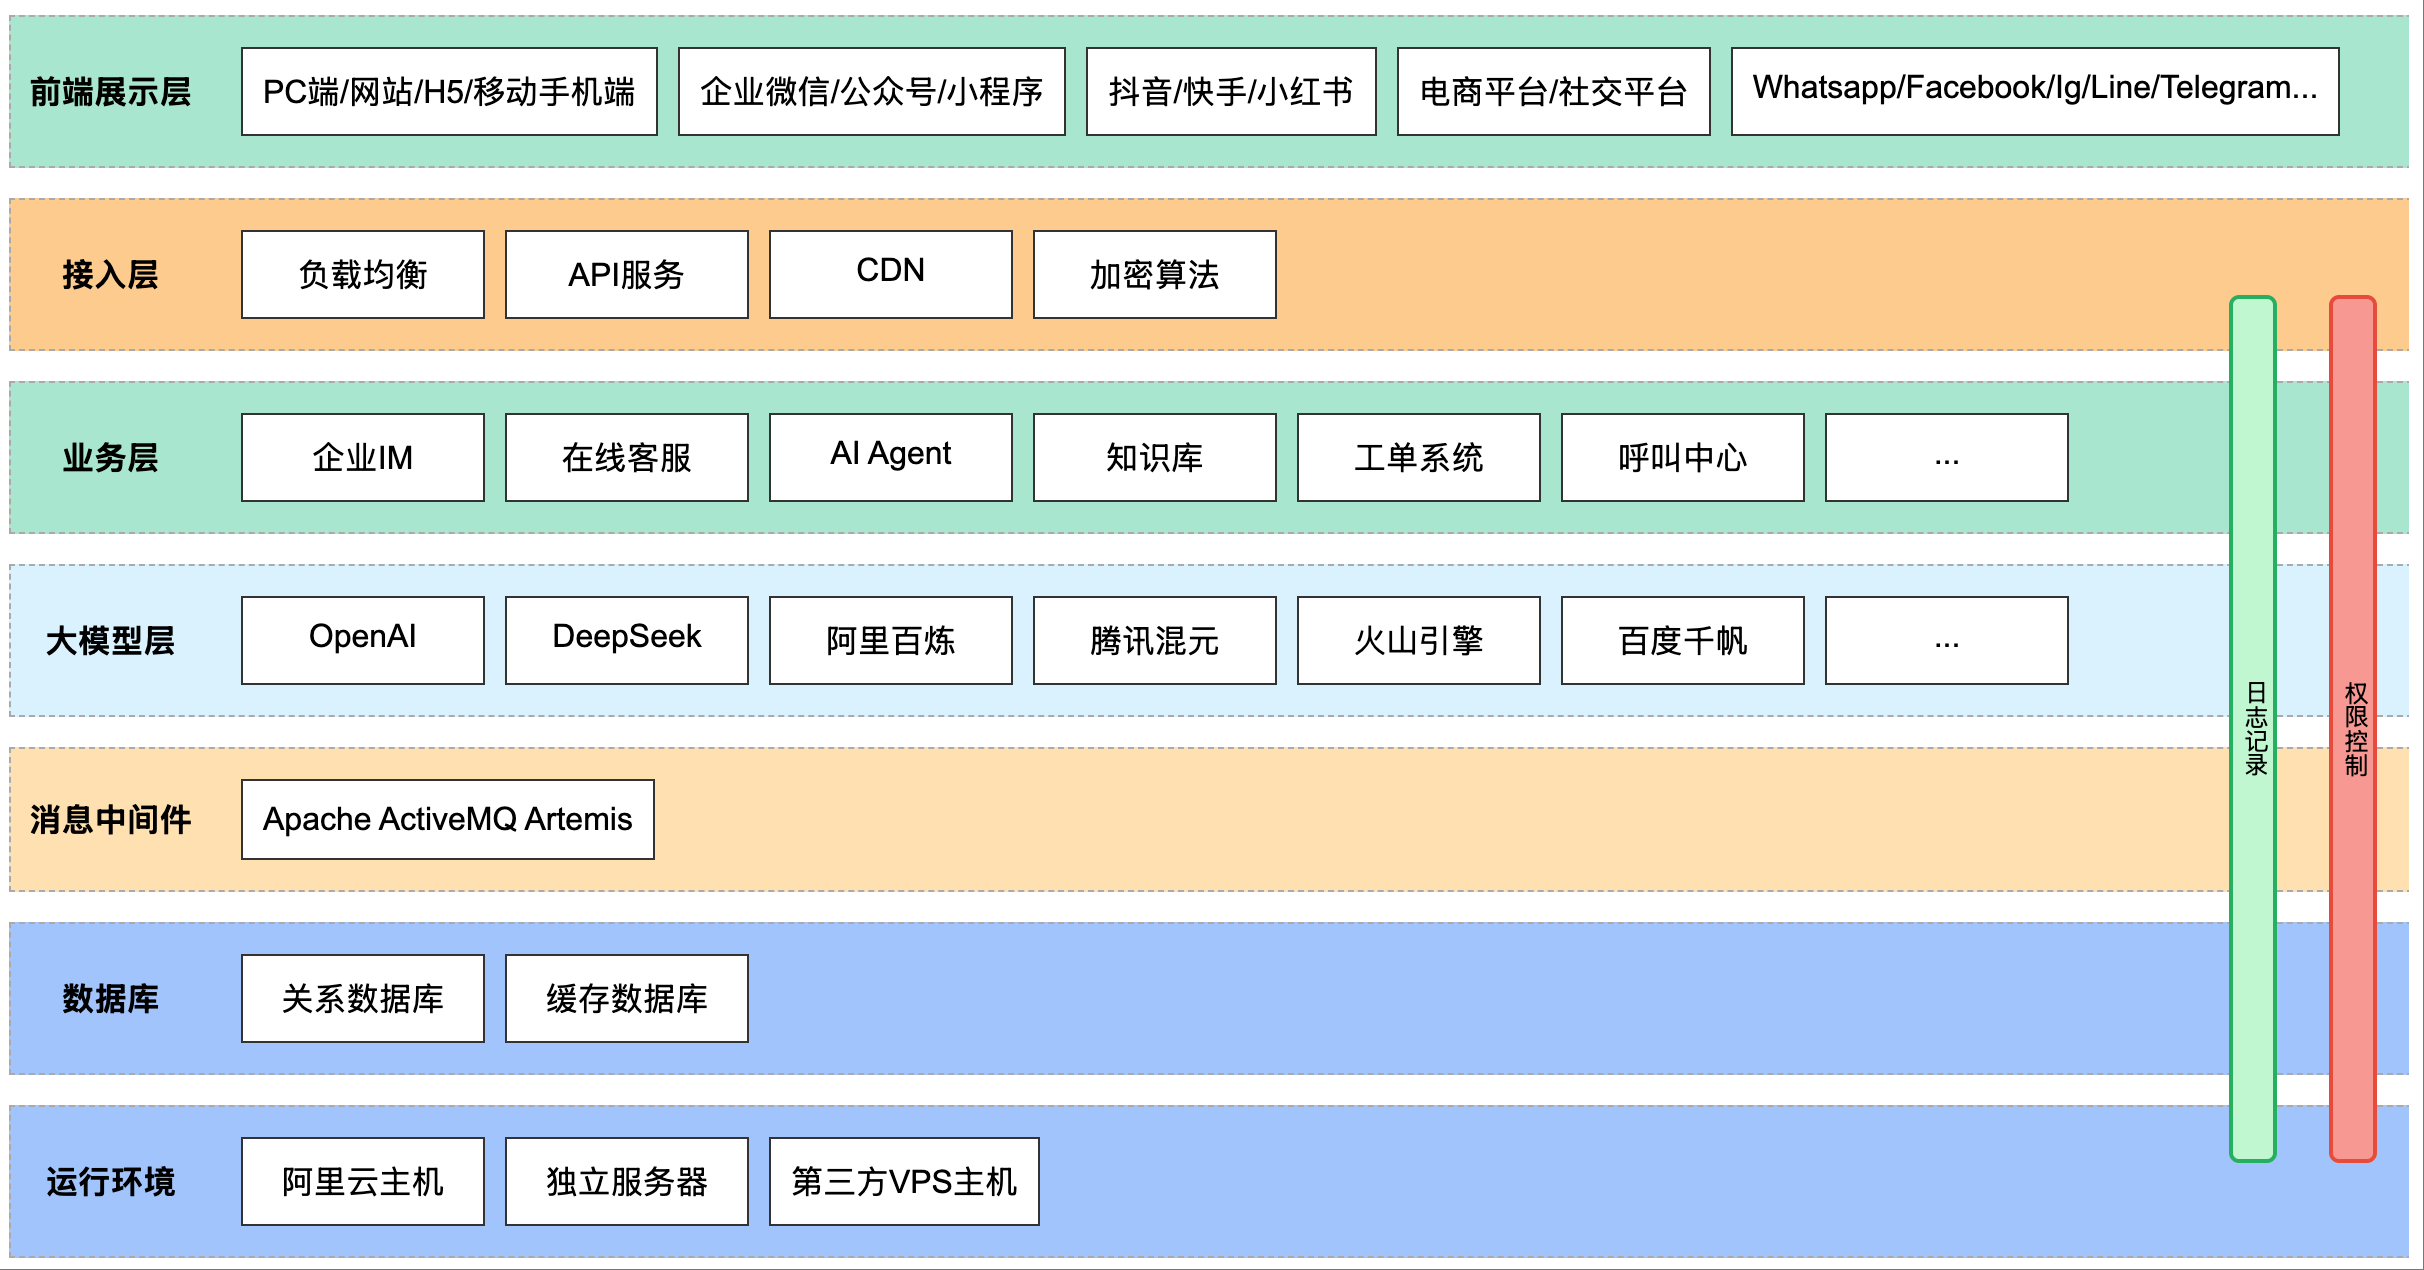 前端展示层
PC端/网站/H5/移动手机端
企业微信/公众号/小程序
抖音/快手/小红书
电商平台/社交平台
Whatsapp/Facebook/Ig/Line/Telegram...
接入层
负载均衡
API服务
CDN
加密算法
业务层
企业IM
在线客服
AI Agent
知识库
工单系统
呼叫中心
...
大模型层
OpenAI
DeepSeek
阿里百炼
腾讯混元
火山引擎
百度千帆
...
消息中间件
Apache ActiveMQ Artemis
数据库
关系数据库
缓存数据库
运行环境
阿里云主机
独立服务器
第三方VPS主机
日志记录
权限控制